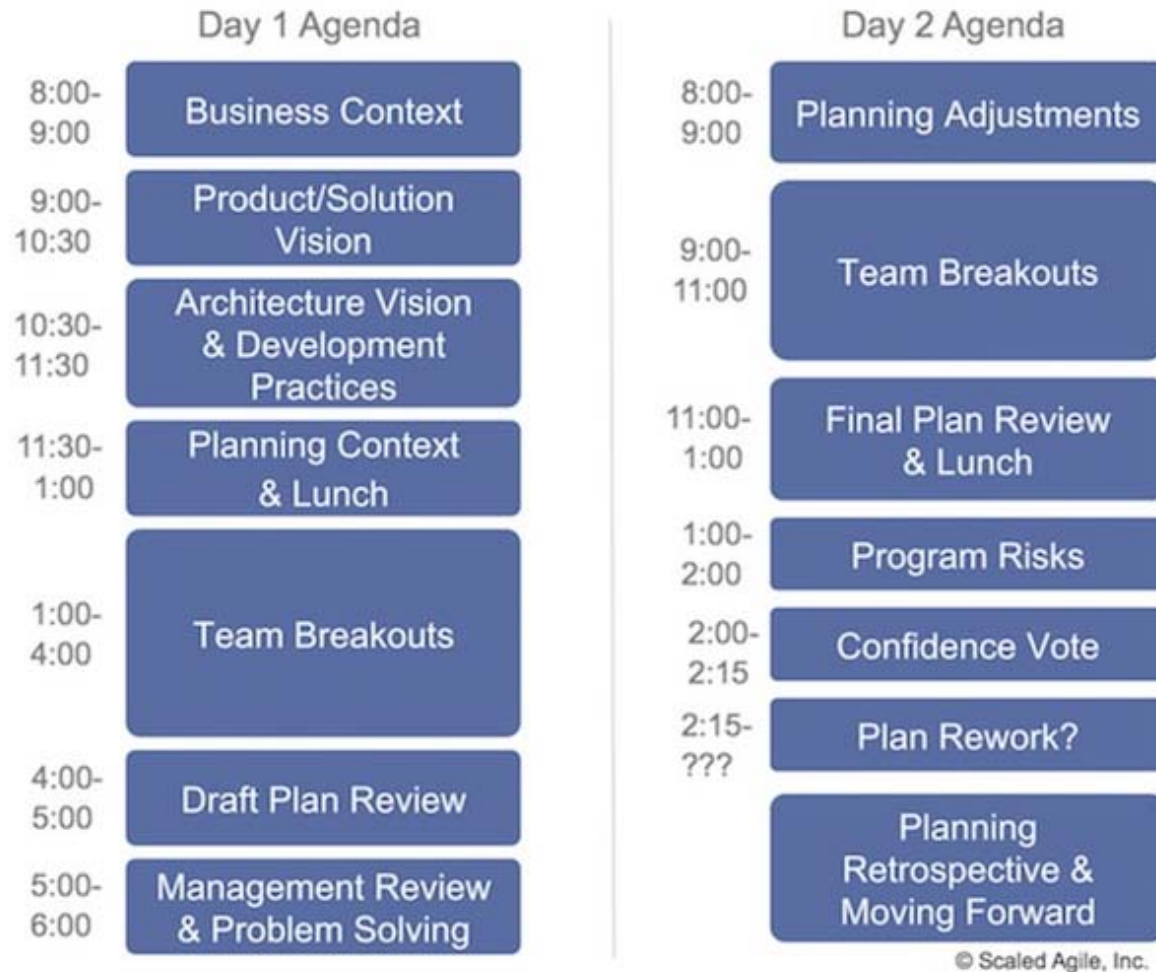 Day 1 Agenda
8:00-
9:00
Business Context
9:00-
10:30
Product/Solution
Vision
10:30-
11:30
Architecture Vision
& Development
Practices
11:30-
1:00
Planning Context
& Lunch
1:00-
4:00
Team Breakouts
4:00-
5:00
Draft Plan Review
5:00-
6:00
Management Review
& Problem Solving
Day 2 Agenda
8:00-
9:00
Planning Adjustments
9:00-
11:00
Team Breakouts
11:00-
1:00
Final Plan Review
& Lunch
1:00-
2:00
Program Risks
2:00-
2:15
Confidence Vote
2:15-
???
Plan Rework?
Planning
Retrospective &
Moving Forward
© Scaled Agile, Inc.